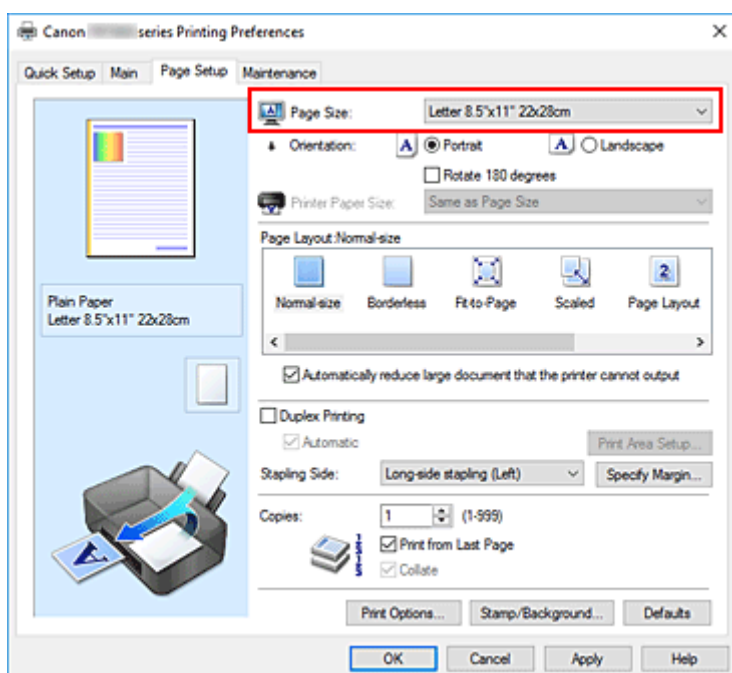 Canon series Printing Preferences
Quick Setup Main Page Setup Maintenance
Page Size: Letter 8.5"x11" 22x28cm
Orientation: A Portrait A Landscape
Rotate 180 degrees
Printer Paper Size: Same as Page Size
Page Layout:Normal-size
Normal-size Borderless Fit-to-Page Scaled Page Layout
Plain Paper
Letter 8.5"x11" 22x28cm
Automatically reduce large document that the printer cannot output
Duplex Printing
Automatic
Print Area Setup...
Stapling Side: Long-side stapling (Left) Specify Margin...
Copies: 1 (1-999)
Print from Last Page
Collate
Print Options... Stamp/Background... Defaults
OK Cancel Apply Help